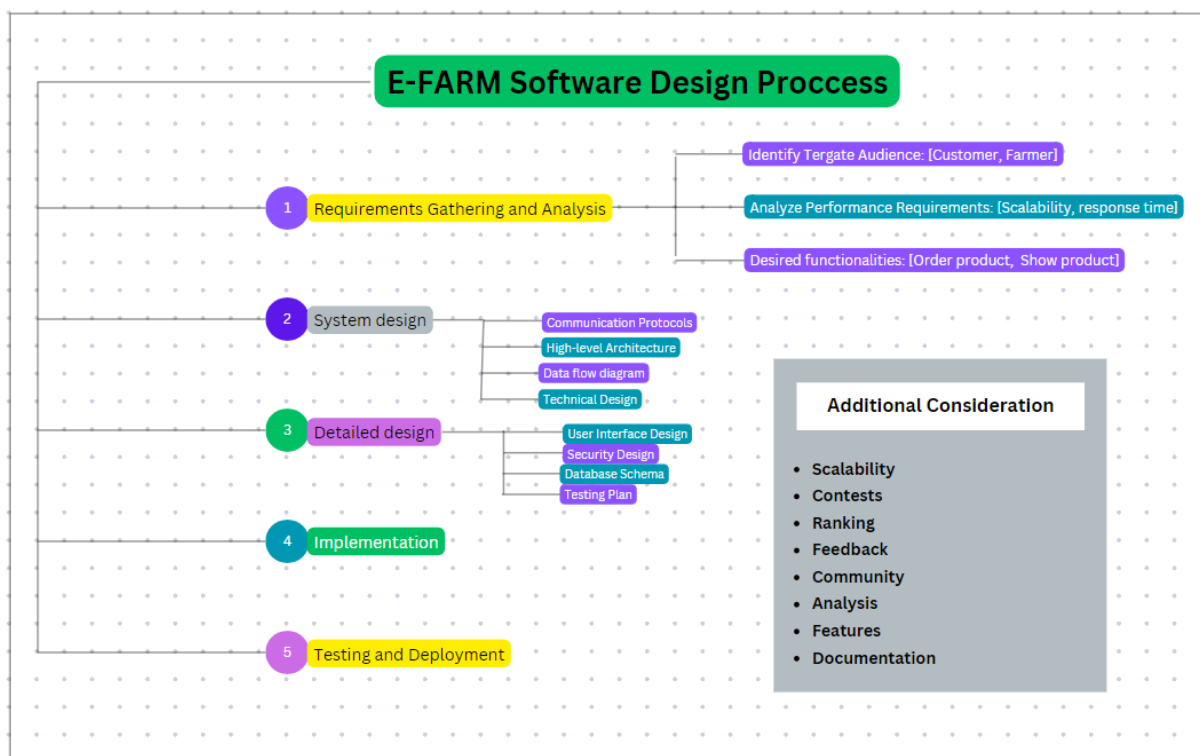 E-FARM Software Design Proccess
1
Requirements Gathering and Analysis
Identify Tergate Audience: [Customer, Farmer]
Analyze Performance Requirements: [Scalability, response time]
Desired functionalities: [Order product, Show product]
2
System design
Communication Protocols
High-level Architecture
Data flow diagram
Technical Design
3
Detailed design
User Interface Design
Security Design
Database Schema
Testing Plan
4
Implementation
5
Testing and Deployment
Additional Consideration
• Scalability
• Contests
• Ranking
• Feedback
• Community
• Analysis
• Features
• Documentation